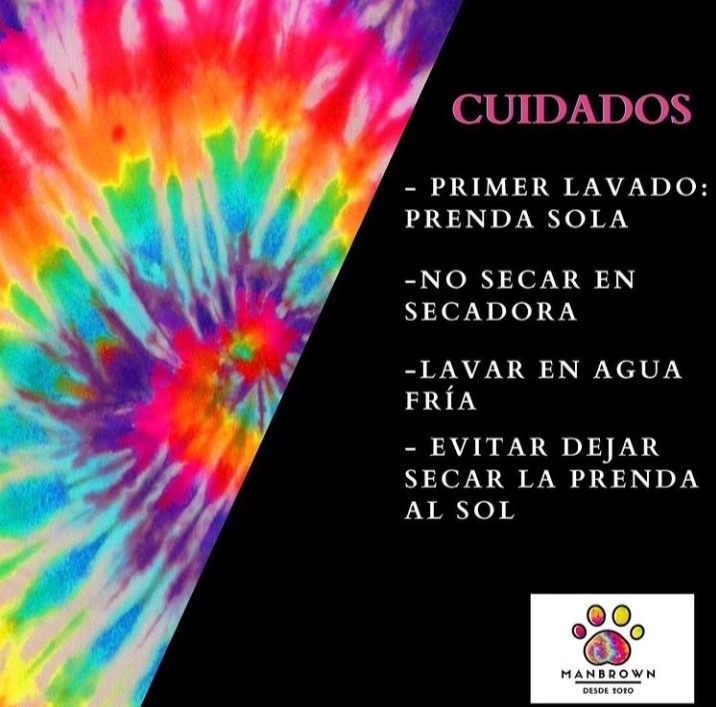 CUIDADOS
- PRIMER LAVADO:
PRENDA SOLA
-NO SECAR EN
SECADORA
-LAVAR EN AGUA
FRÍA
- EVITAR DEJAR
SECAR LA PRENDA
AL SOL
MANBROWN
DESDE 2020